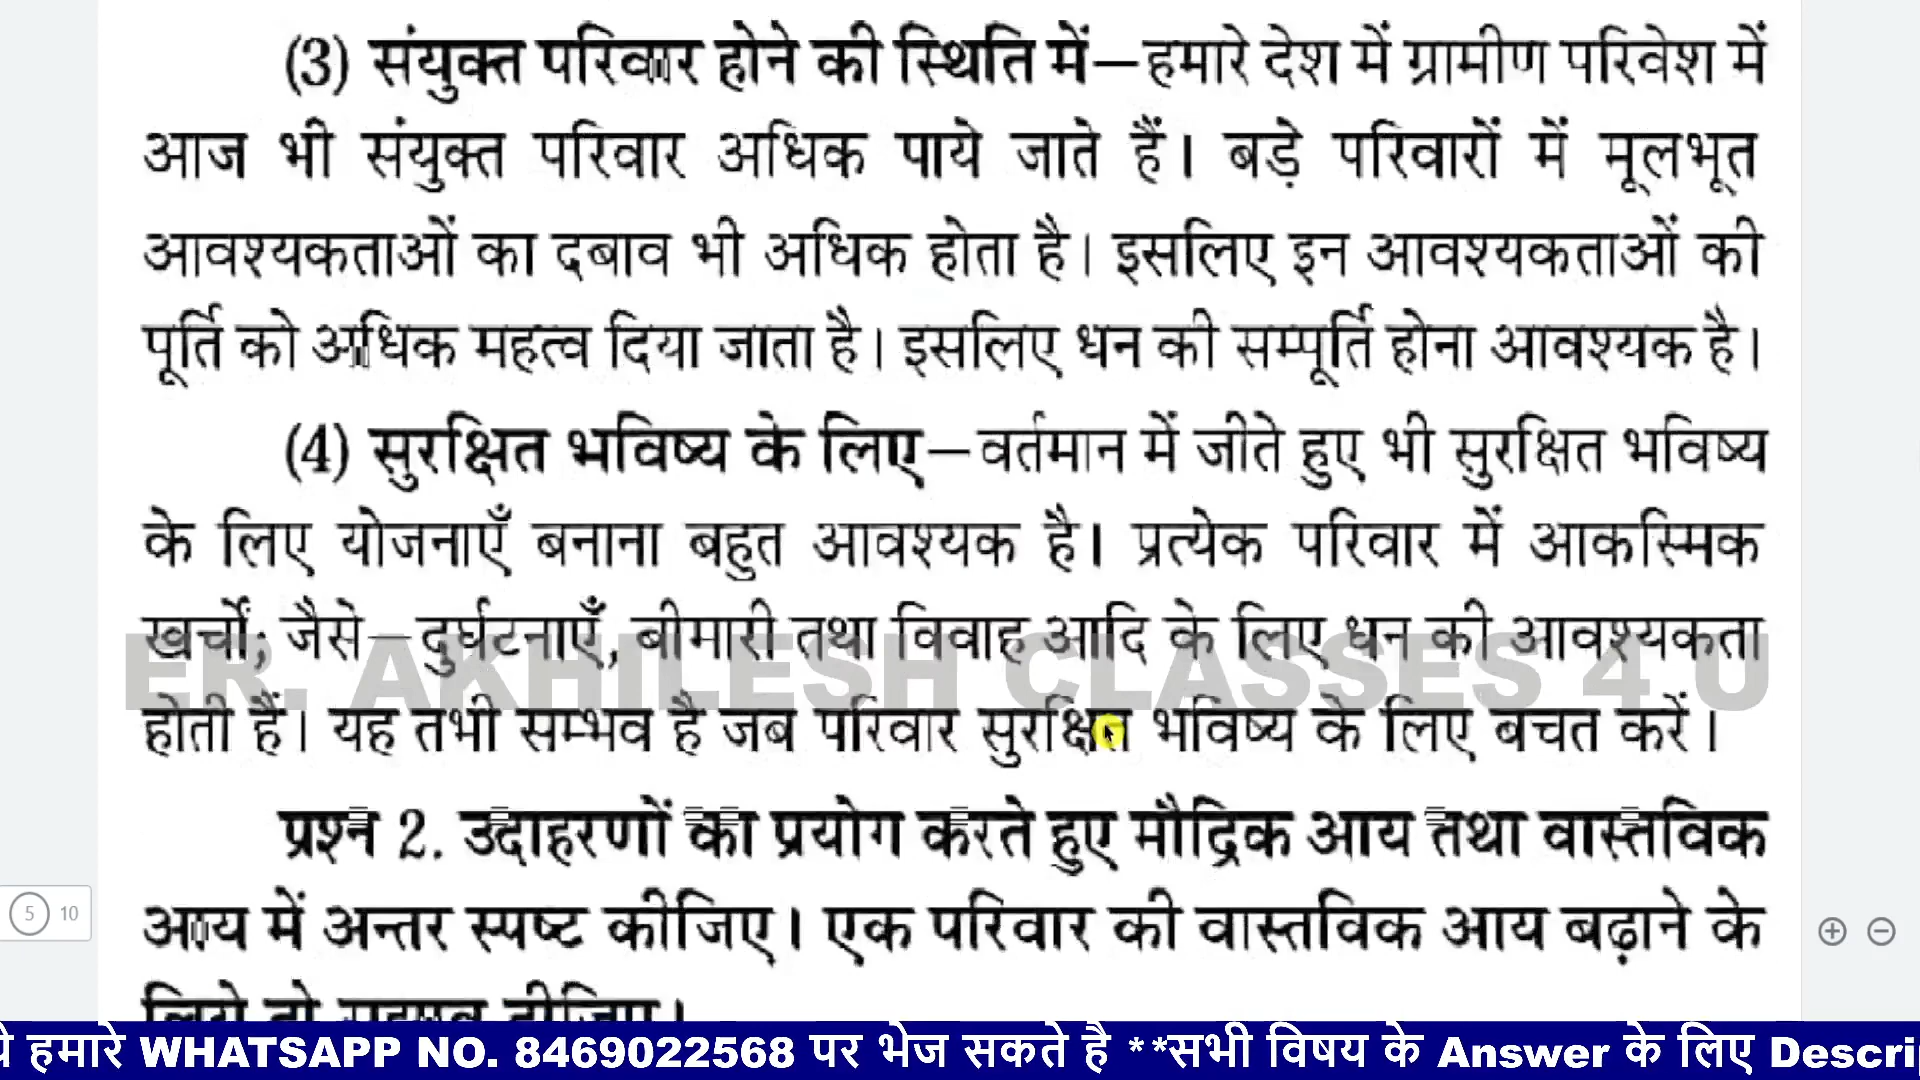 (3) संयुक्त परिवार होने की स्थिति में—हमारे देश में ग्रामीण परिवेश में
आज भी संयुक्त परिवार अधिक पाये जाते हैं। बड़े परिवारों में मूलभूत
आवश्यकताओं का दबाव भी अधिक होता है। इसलिए इन आवश्यकताओं की
पूर्ति को अधिक महत्व दिया जाता है। इसलिए धन की सम्पूर्ति होना आवश्यक है।
(4) सुरक्षित भविष्य के लिए—वर्तमान में जीते हुए भी सुरक्षित भविष्य
के लिए योजनाएँ बनाना बहुत आवश्यक है। प्रत्येक परिवार में आकस्मिक
खर्चों; जैसे—दुर्घटनाएँ, बीमारी तथा विवाह आदि के लिए धन की आवश्यकता
ER. AKHILESH CLASSES 4 U
होती हैं। यह तभी सम्भव है जब परिवार सुरक्षित भविष्य के लिए बचत करें।
प्रश्न 2. उदाहरणों का प्रयोग करते हुए मौद्रिक आय तथा वास्तविक
आय में अन्तर स्पष्ट कीजिए। एक परिवार की वास्तविक आय बढ़ाने के
लिये दो सुझाव दीजिए।
5 10
हमारे WHATSAPP NO. 8469022568 पर भेज सकते है **सभी विषय के Answer के लिए Descri